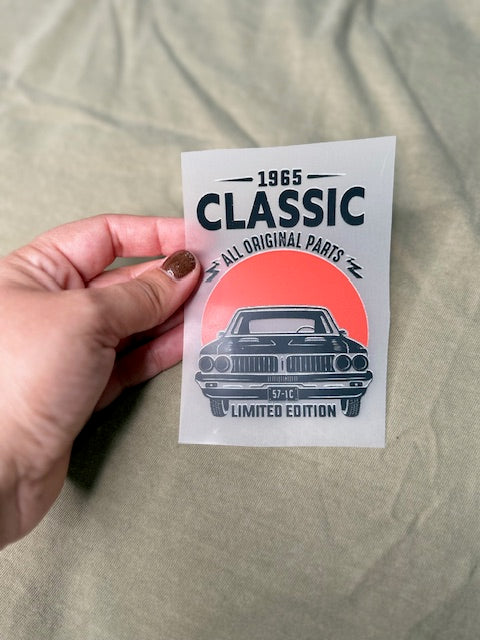 1965
CLASSIC
ALL ORIGINAL PARTS
57-1C
LIMITED EDITION